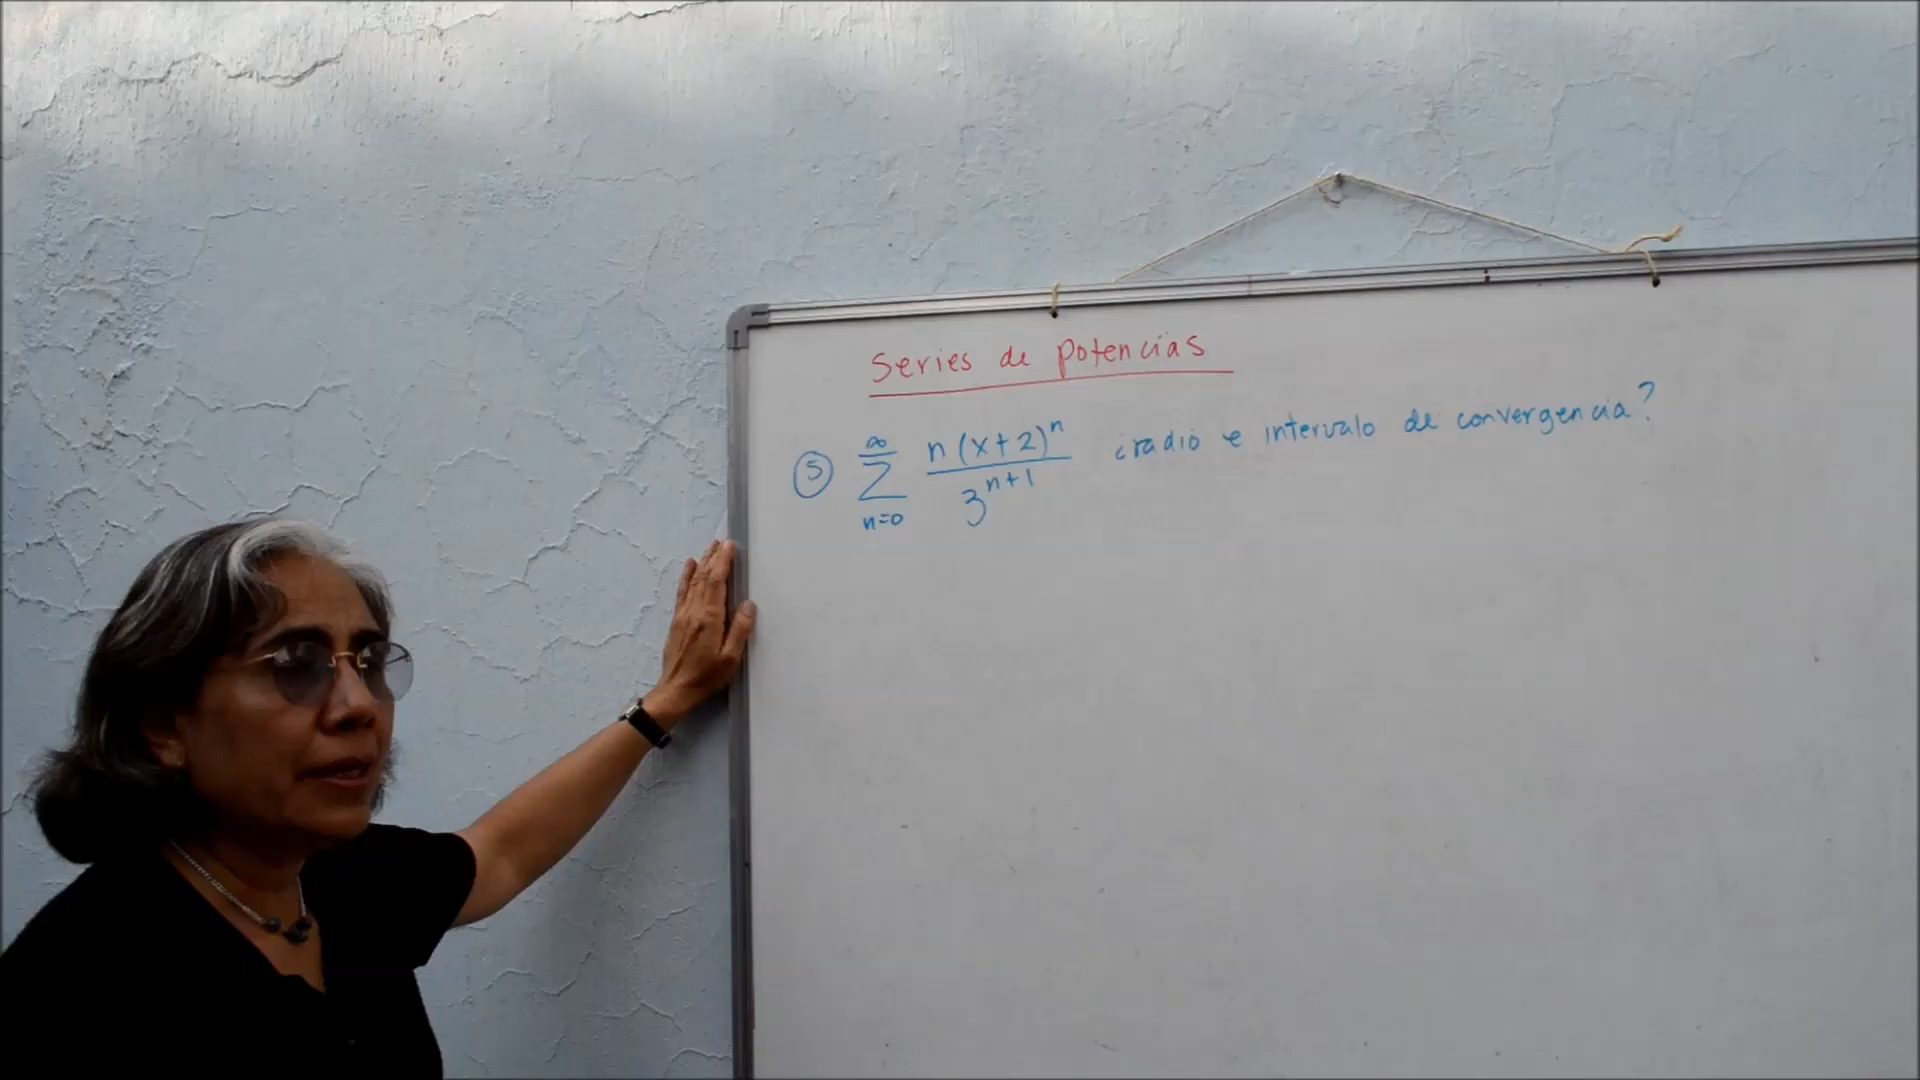 Series de Potencias
⑤ ∞ Σ n=0 n(x+2)^n / 3^(n+1) ¿radio e intervalo de convergencia?